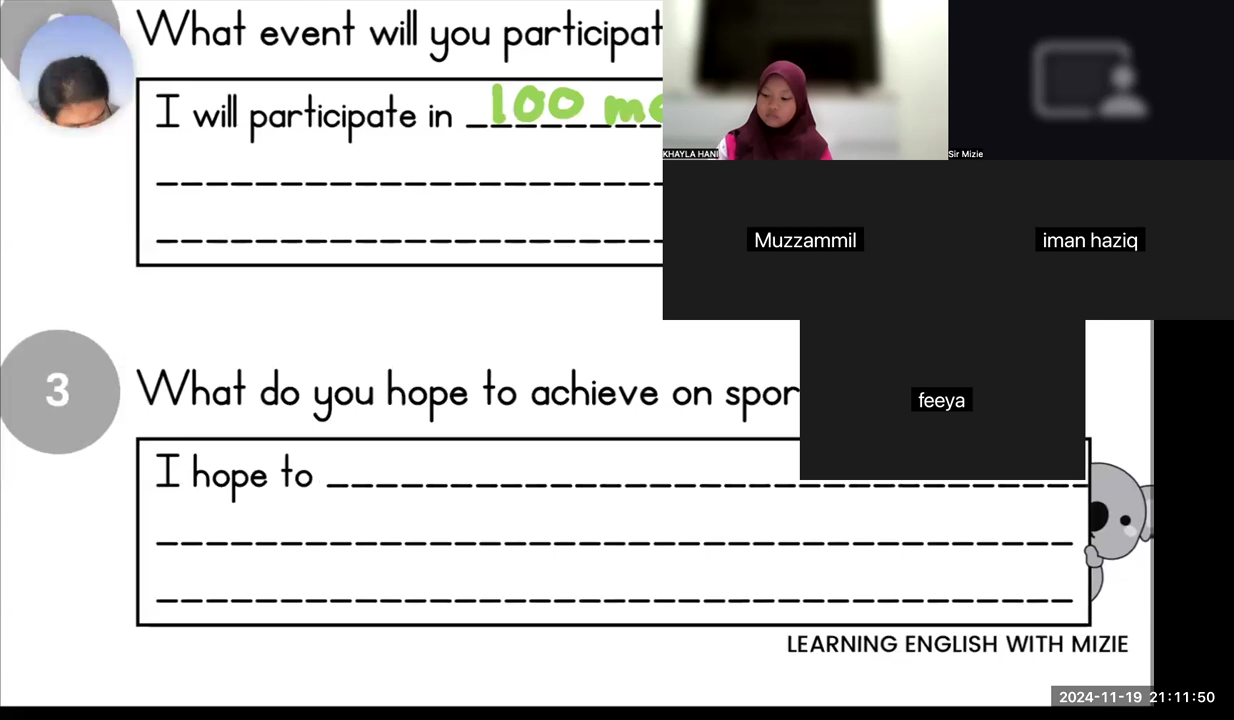 What event will you participat
I will participate in 100 me
KHAYLA HANI
Sir Mizie
Muzzammil
iman haziq
feeya
3
What do you hope to achieve on spor
I hope to
LEARNING ENGLISH WITH MIZIE
2024-11-19 21:11:50